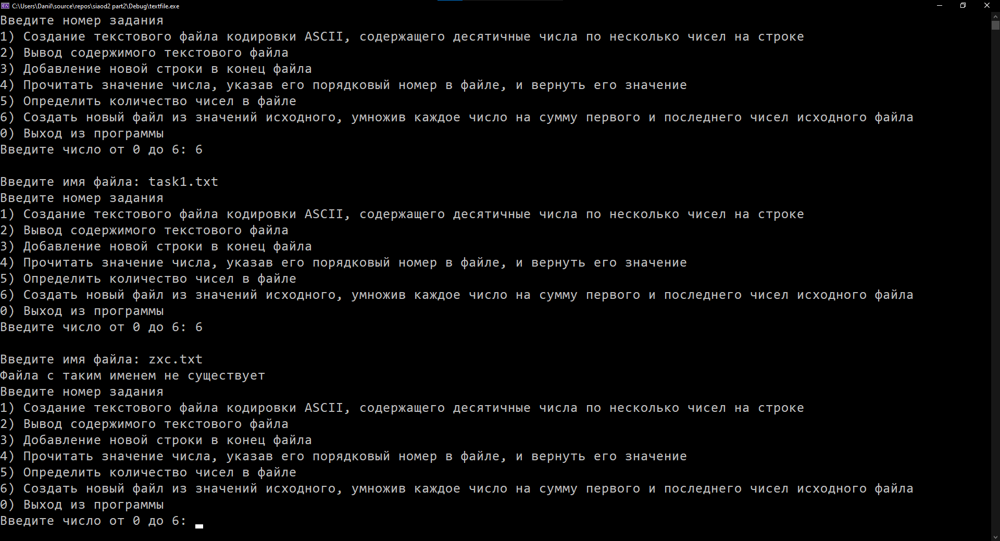 C:\Users\Danil\source\repos\siaod2 part2\Debug\textfile.exe
Введите номер задания
1) Создание текстового файла кодировки ASCII, содержащего десятичные числа по несколько чисел на строке
2) Вывод содержимого текстового файла
3) Добавление новой строки в конец файла
4) Прочитать значение числа, указав его порядковый номер в файле, и вернуть его значение
5) Определить количество чисел в файле
6) Создать новый файл из значений исходного, умножив каждое число на сумму первого и последнего чисел исходного файла
0) Выход из программы
Введите число от 0 до 6: 6
Введите имя файла: task1.txt
Введите номер задания
1) Создание текстового файла кодировки ASCII, содержащего десятичные числа по несколько чисел на строке
2) Вывод содержимого текстового файла
3) Добавление новой строки в конец файла
4) Прочитать значение числа, указав его порядковый номер в файле, и вернуть его значение
5) Определить количество чисел в файле
6) Создать новый файл из значений исходного, умножив каждое число на сумму первого и последнего чисел исходного файла
0) Выход из программы
Введите число от 0 до 6: 6
Введите имя файла: zxc.txt
Файла с таким именем не существует
Введите номер задания
1) Создание текстового файла кодировки ASCII, содержащего десятичные числа по несколько чисел на строке
2) Вывод содержимого текстового файла
3) Добавление новой строки в конец файла
4) Прочитать значение числа, указав его порядковый номер в файле, и вернуть его значение
5) Определить количество чисел в файле
6) Создать новый файл из значений исходного, умножив каждое число на сумму первого и последнего чисел исходного файла
0) Выход из программы
Введите число от 0 до 6: